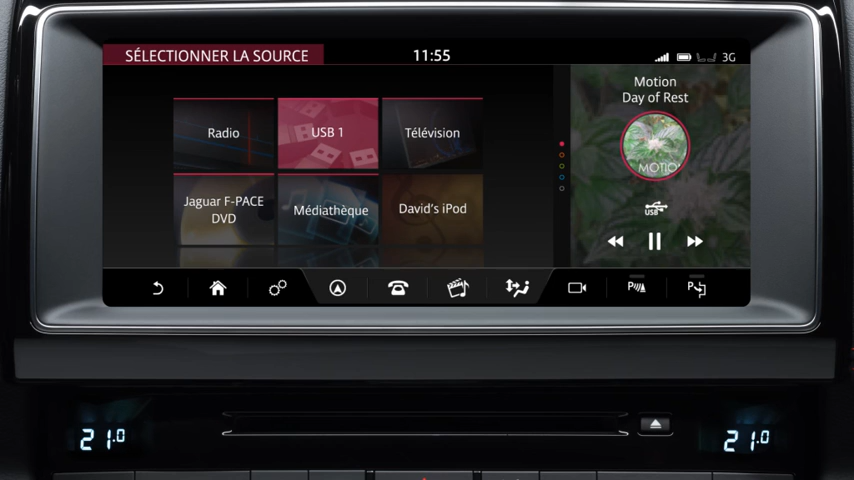 SÉLECTIONNER LA SOURCE
11:55
3G
Radio
USB 1
Télévision
Jaguar F-PACE
DVD
Médiathèque
David's iPod
Motion
Day of Rest
MOTIO
USB
P
P
21.0
21.0